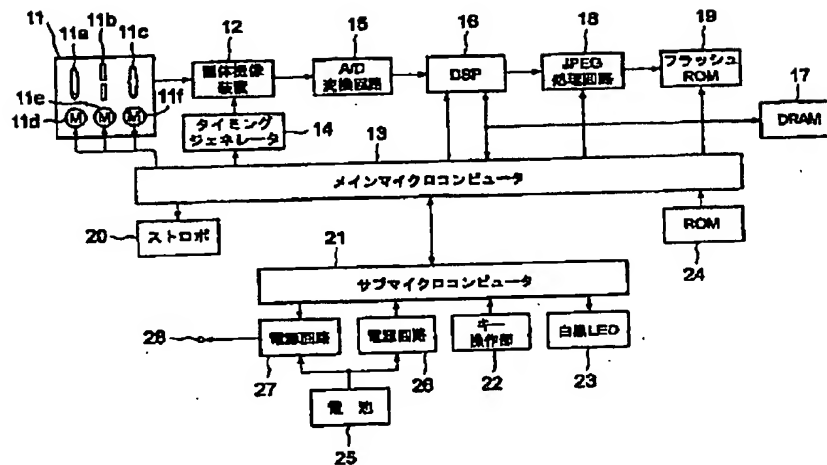 11
11a
11b
11c
11d
11e
11f
M
M
M
12
固体撮像
装置
15
A/D
変換回路
16
DSP
18
JPEG
処理回路
19
フラッシュ
ROM
17
DRAM
タイミング
ジェネレータ
14
13
メインマイクロコンピュータ
20
ストロボ
ROM
24
21
サブマイクロコンピュータ
28
電源回路
27
電源回路
26
キー
操作部
22
23
電 池
25